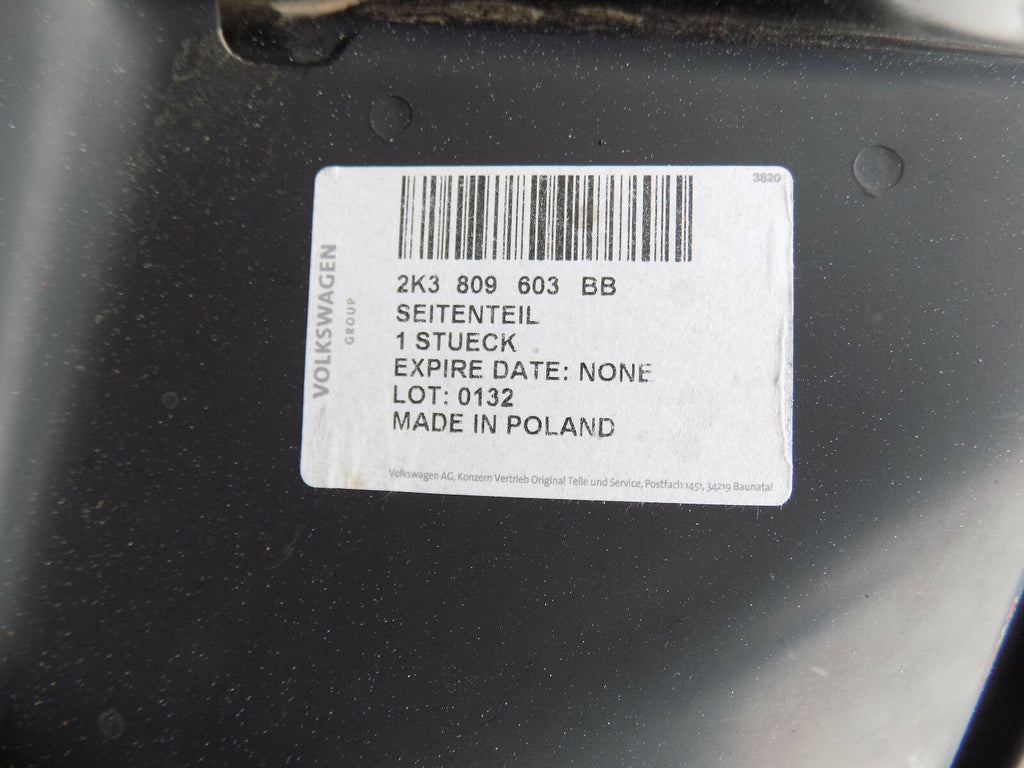 3820
VOLKSWAGEN
GROUP
2K3 809 603 BB
SEITENTEIL
1 STUECK
EXPIRE DATE: NONE
LOT: 0132
MADE IN POLAND
Volkswagen AG, Konzern Vertrieb Original Teile und Service, Postfach 1451, 34219 Baunatal